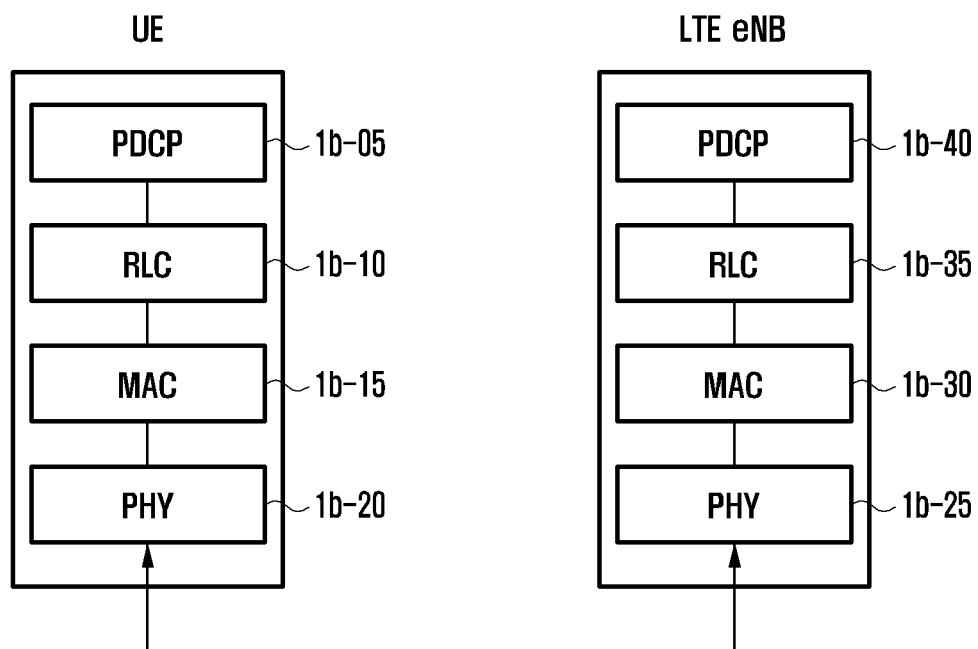 UE LTE eNB
PDCP 1b-05 PDCP 1b-40
RLC 1b-10 RLC 1b-35
MAC 1b-15 MAC 1b-30
PHY 1b-20 PHY 1b-25